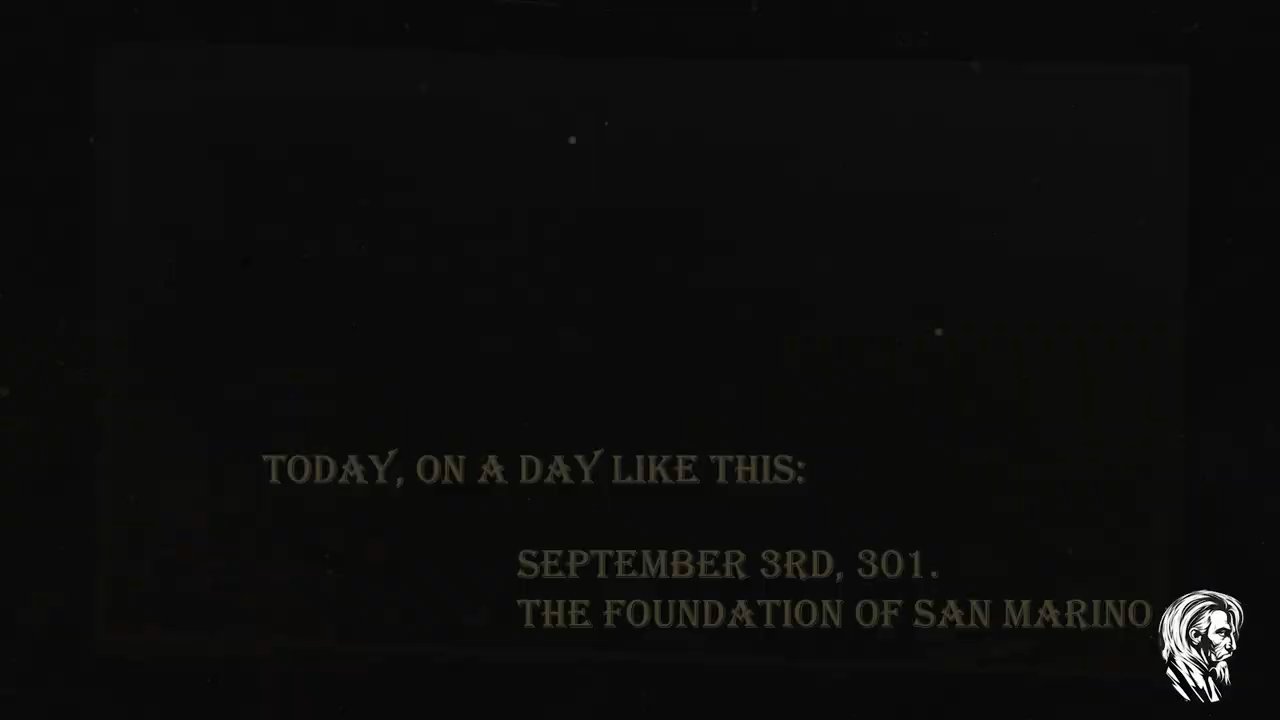 TODAY, ON A DAY LIKE THIS:
SEPTEMBER 3RD, 301.
THE FOUNDATION OF SAN MARINO